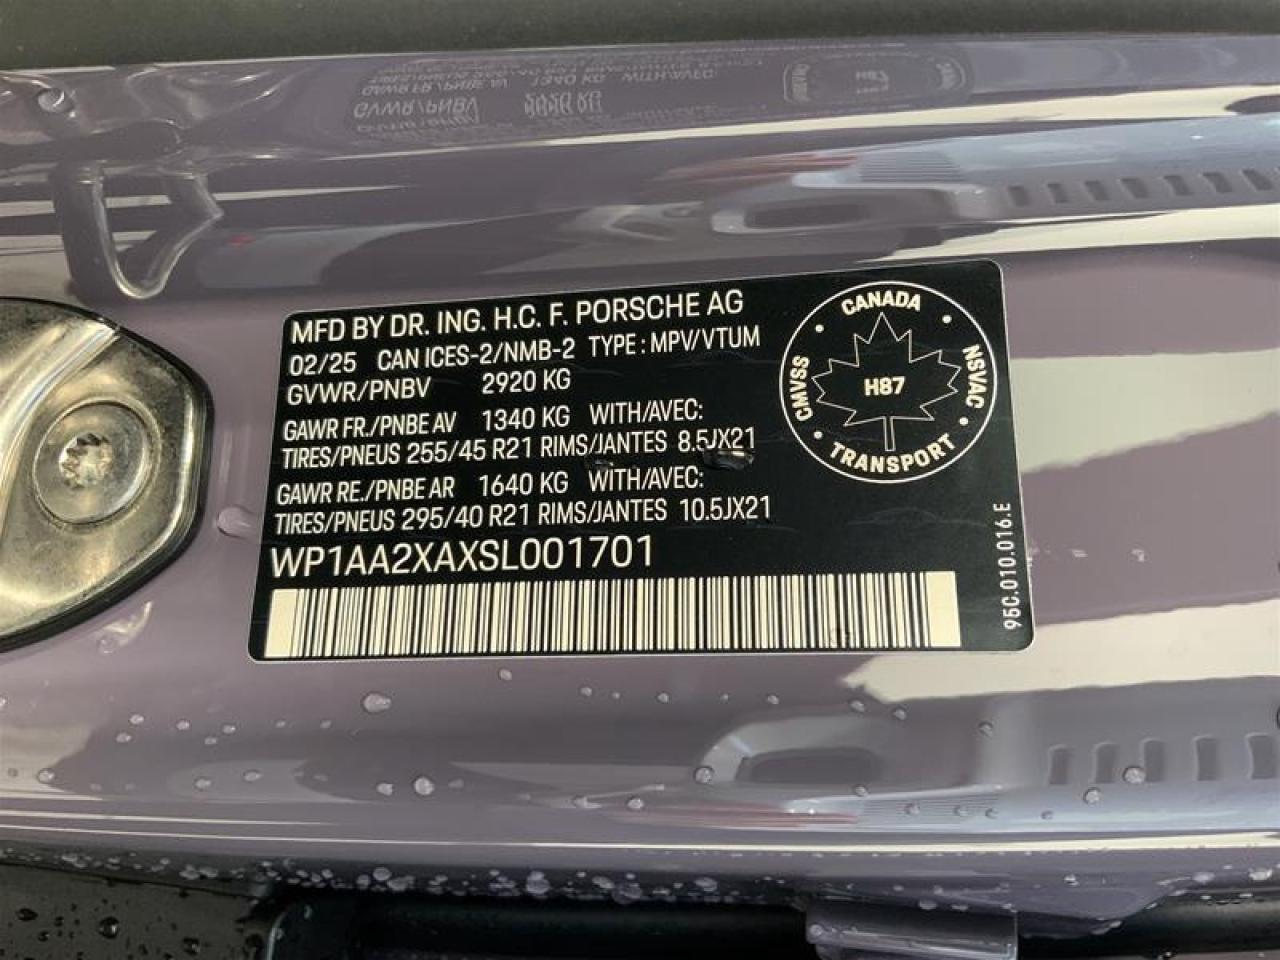 MFD BY DR. ING. H.C. F. PORSCHE AG
02/25 CAN ICES-2/NMB-2 TYPE : MPV/VTUM
GVWR/PNBV 2920 KG
GAWR FR./PNBE AV 1340 KG WITH/AVEC:
TIRES/PNEUS 255/45 R21 RIMS/JANTES 8.5JX21
GAWR RE./PNBE AR 1640 KG WITH/AVEC:
TIRES/PNEUS 295/40 R21 RIMS/JANTES 10.5JX21
WP1AA2XAXSL001701
CANADA
CMVSS
H87
NSVAC
TRANSPORT
95C.010.016.E